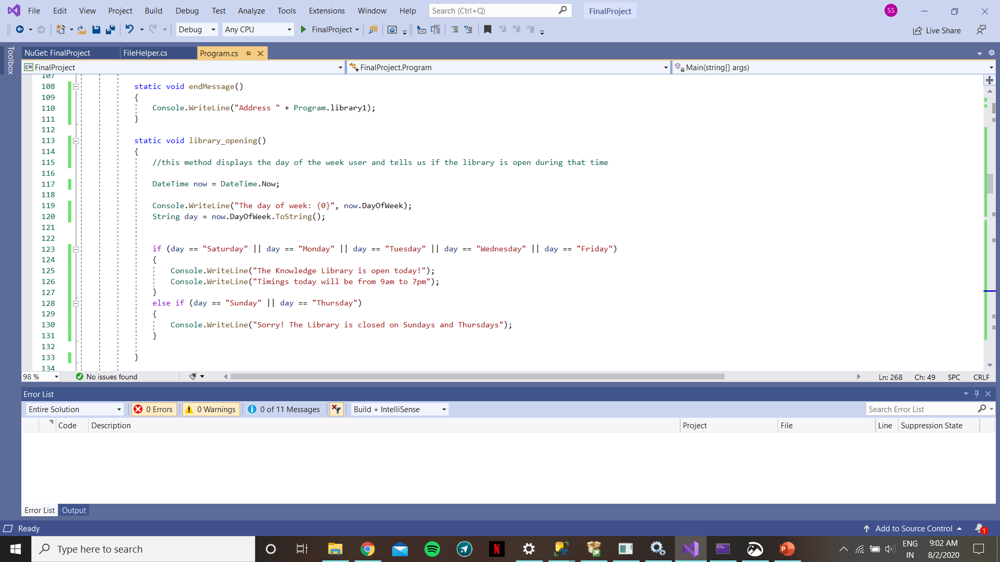 File Edit View Project Build Debug Test Analyze Tools Extensions Window Help Search (Ctrl+Q) FinalProject SS
Debug Any CPU FinalProject Live Share
Toolbox
NuGet: FinalProject FileHelper.cs Program.cs
C# FinalProject FinalProject.Program Main(string[] args)
107
108 static void endMessage()
109 {
110 Console.WriteLine("Address " + Program.library1);
111 }
112
113 static void library_opening()
114 {
115 //this method displays the day of the week user and tells us if the library is open during that time
116
117 DateTime now = DateTime.Now;
118
119 Console.WriteLine("The day of week: {0}", now.DayOfWeek);
120 String day = now.DayOfWeek.ToString();
121
122
123 if (day == "Saturday" || day == "Monday" || day == "Tuesday" || day == "Wednesday" || day == "Friday")
124 {
125 Console.WriteLine("The Knowledge Library is open today!");
126 Console.WriteLine("Timings today will be from 9am to 7pm");
127 }
128 else if (day == "Sunday" || day == "Thursday")
129 {
130 Console.WriteLine("Sorry! The Library is closed on Sundays and Thursdays");
131 }
132
133 }
134
98 % No issues found Ln: 268 Ch: 49 SPC CRLF
Error List
Entire Solution 0 Errors 0 Warnings 0 of 11 Messages Build + IntelliSense Search Error List
Code Description Project File Line Suppression State
Error List Output
Ready Add to Source Control 1
Type here to search N P ENG 9:02 AM
IN 8/2/2020